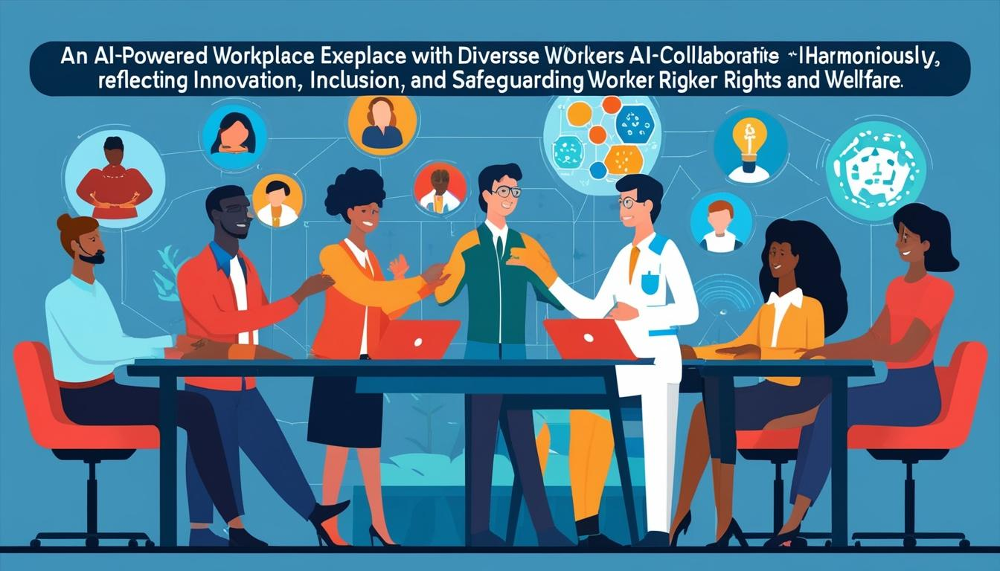 An AI-Powered Workplace Exeplace with Diversse Workers AI-Colllaboratire -IHarmoniously,
reflecting Innovation, Inclusion, and Safeguarding Worker Rigker Rights and Wellfare.